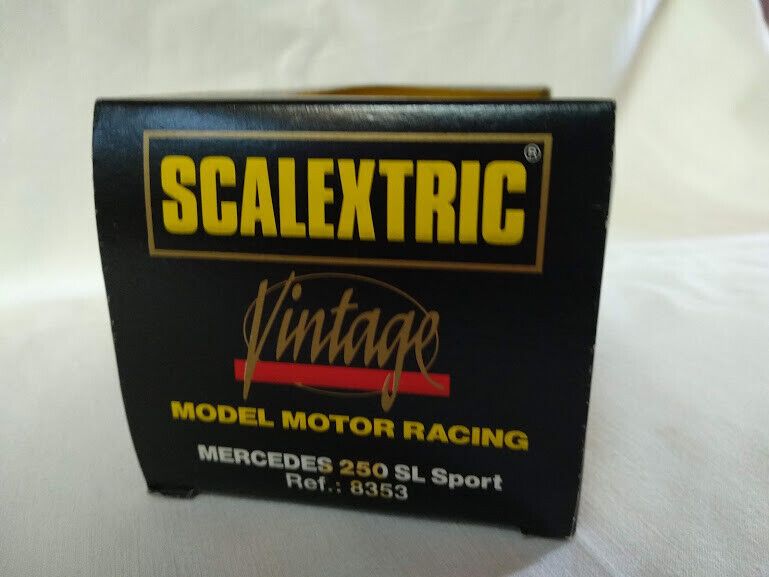 SCALEXTRIC®
Vintage
MODEL MOTOR RACING
MERCEDES 250 SL Sport
Ref.: 8353